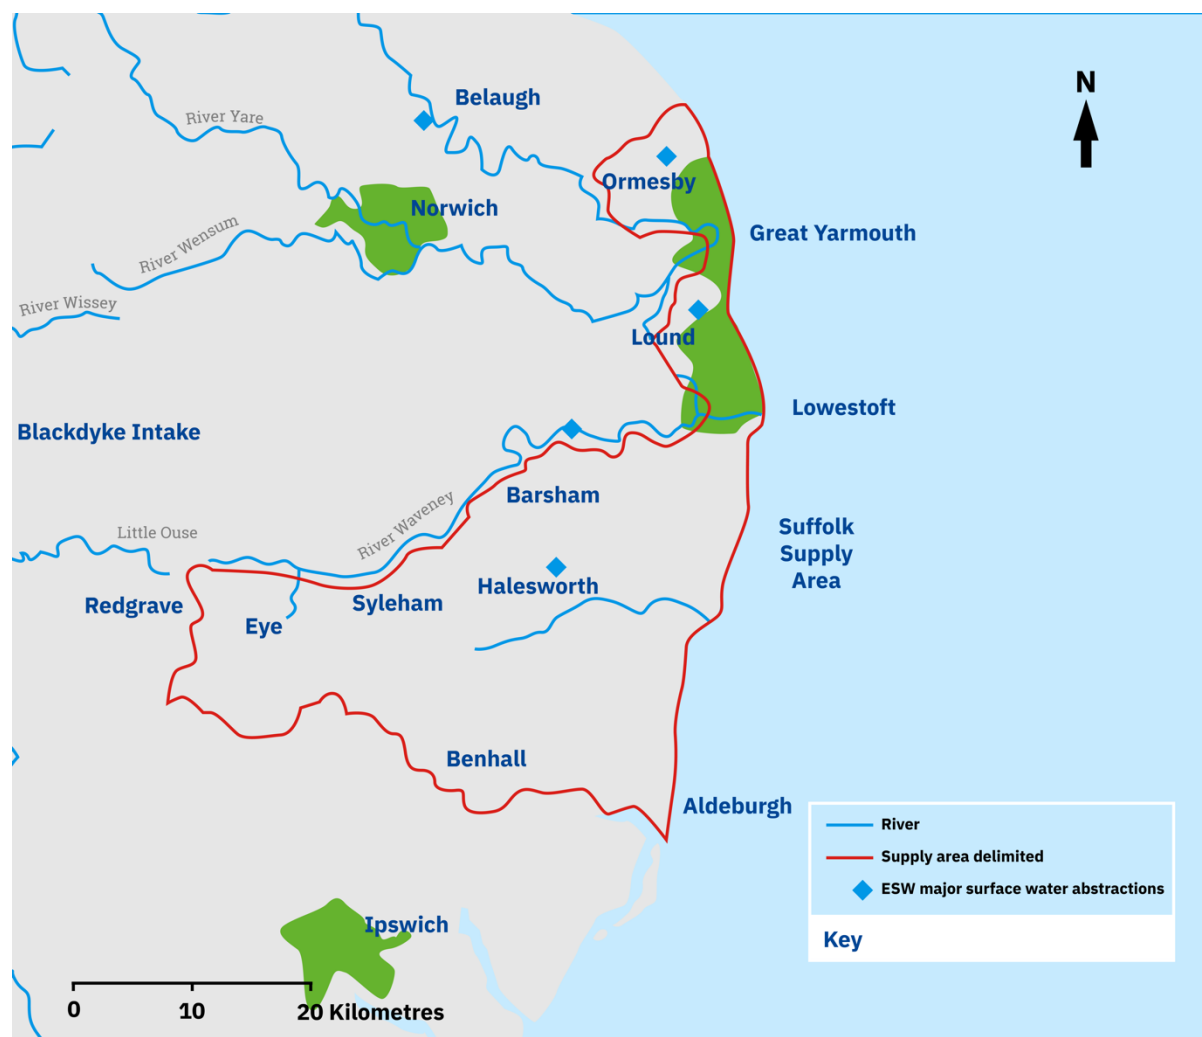 N
Belaugh
River Yare
Ormesby
Norwich
Great Yarmouth
River Wensum
River Wissey
Lound
Lowestoft
Blackdyke Intake
Barsham
River Waveney
Little Ouse
Suffolk
Supply
Area
Halesworth
Redgrave
Syleham
Eye
Benhall
Aldeburgh
River
Supply area delimited
ESW major surface water abstractions
Key
Ipswich
0
10
20 Kilometres